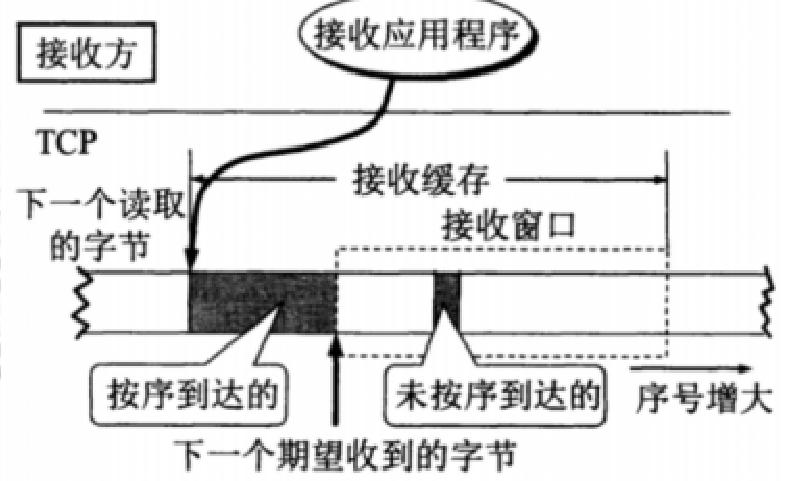 接收方
接收应用程序
TCP
接收缓存
下一个读取
的字节
接收窗口
按序到达的
未按序到达的
序号增大
下一个期望收到的字节